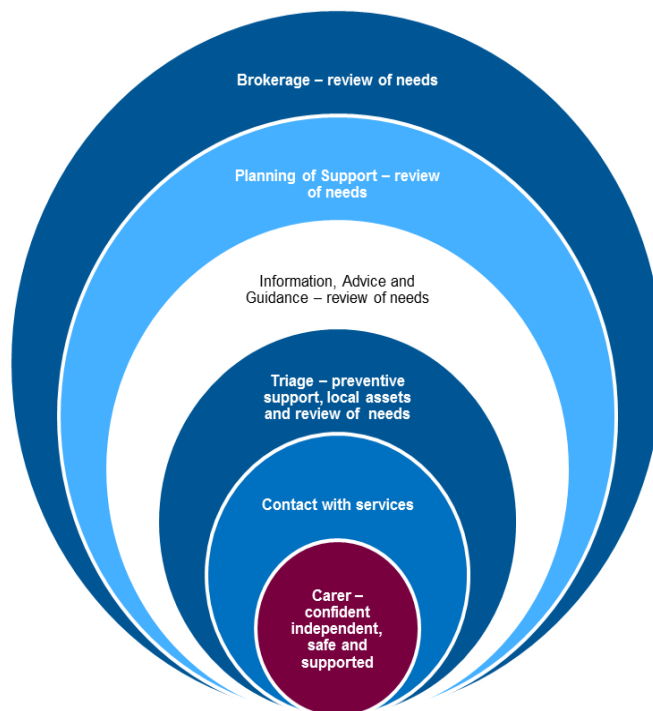 Brokerage – review of needs
Planning of Support – review
of needs
Information, Advice and
Guidance – review of needs
Triage – preventive
support, local assets
and review of needs
Contact with services
Carer –
confident
independent,
safe and
supported